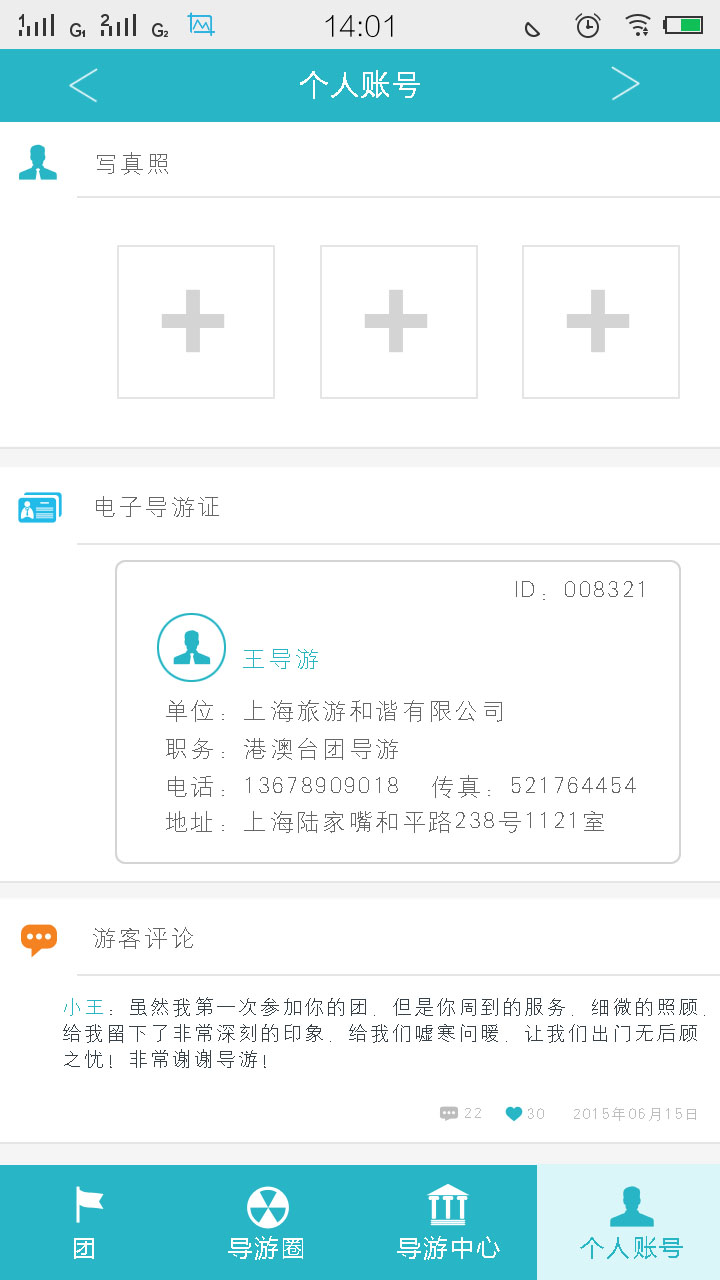 1 G1 2 G2 14:01
个人账号
写真照
电子导游证
ID：008321
王导游
单位：上海旅游和谐有限公司
职务：港澳台团导游
电话：13678909018 传真：521764454
地址：上海陆家嘴和平路238号1121室
游客评论
小王：虽然我第一次参加你的团，但是你周到的服务，细微的照顾，
给我留下了非常深刻的印象，给我们嘘寒问暖，让我们出门无后顾
之忧！非常谢谢导游！
22 30 2015年06月15日
团 导游圈 导游中心 个人账号